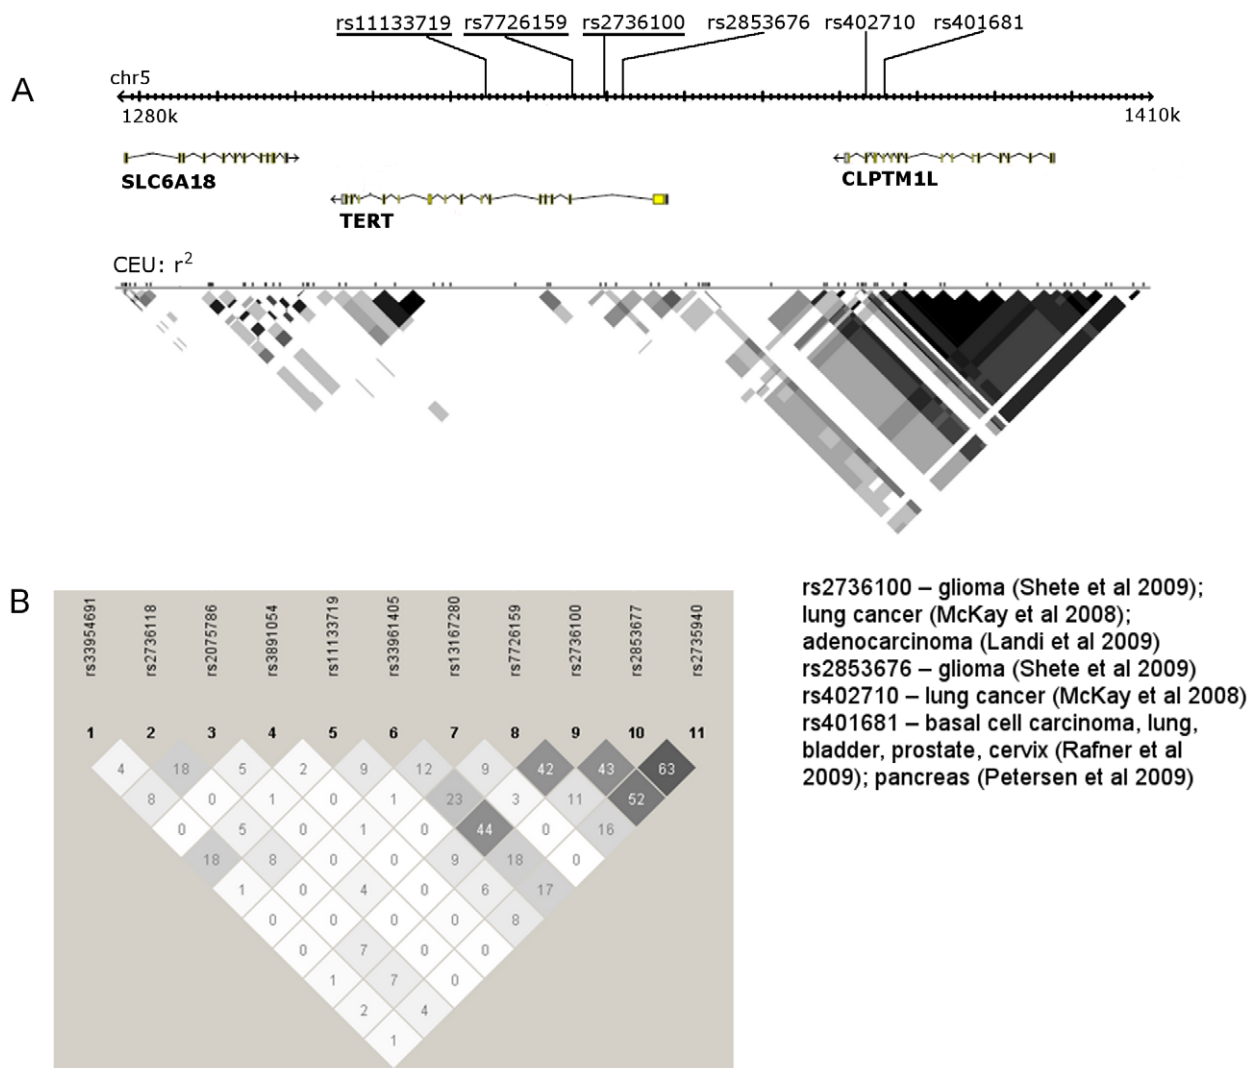 A
rs11133719 rs7726159 rs2736100 rs2853676 rs402710 rs401681
chr5
1280k 1410k
SLC6A18
CLPTM1L
TERT
CEU: r2
B
rs33954691 rs2736118 rs2075786 rs3891054 rs11133719 rs33961405 rs13167280 rs7726159 rs2736100 rs2853677 rs2735940
1 2 3 4 5 6 7 8 9 10 11
4 18 5 2 9 12 9 42 43 63
8 0 1 0 1 23 3 11 52
0 5 0 1 0 44 0 16
18 8 0 0 9 18 0
1 0 4 0 6 17
0 0 0 0 8
0 7 0 0
1 7 0
2 4
1
rs2736100 – glioma (Shete et al 2009);
lung cancer (McKay et al 2008);
adenocarcinoma (Landi et al 2009)
rs2853676 – glioma (Shete et al 2009)
rs402710 – lung cancer (McKay et al 2008)
rs401681 – basal cell carcinoma, lung,
bladder, prostate, cervix (Rafner et al
2009); pancreas (Petersen et al 2009)